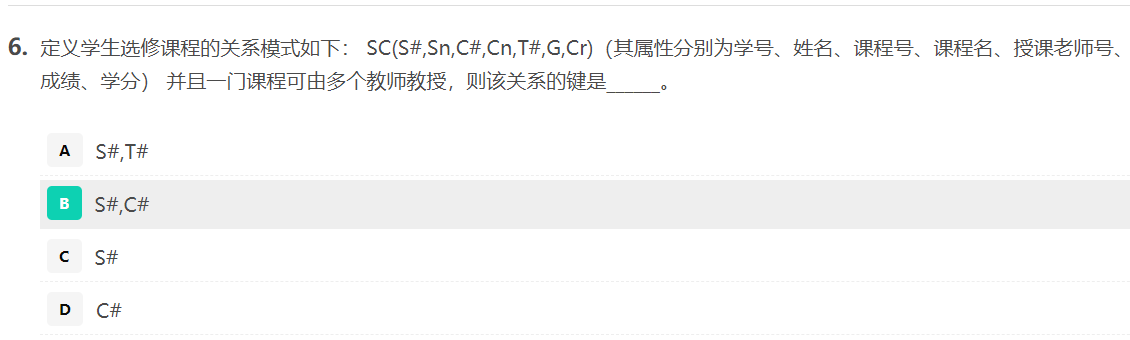 6. 定义学生选修课程的关系模式如下： SC(S#,Sn,C#,Cn,T#,G,Cr)（其属性分别为学号、姓名、课程号、课程名、授课老师号、
成绩、学分） 并且一门课程可由多个教师教授，则该关系的键是______。
A S#,T#
B S#,C#
C S#
D C#